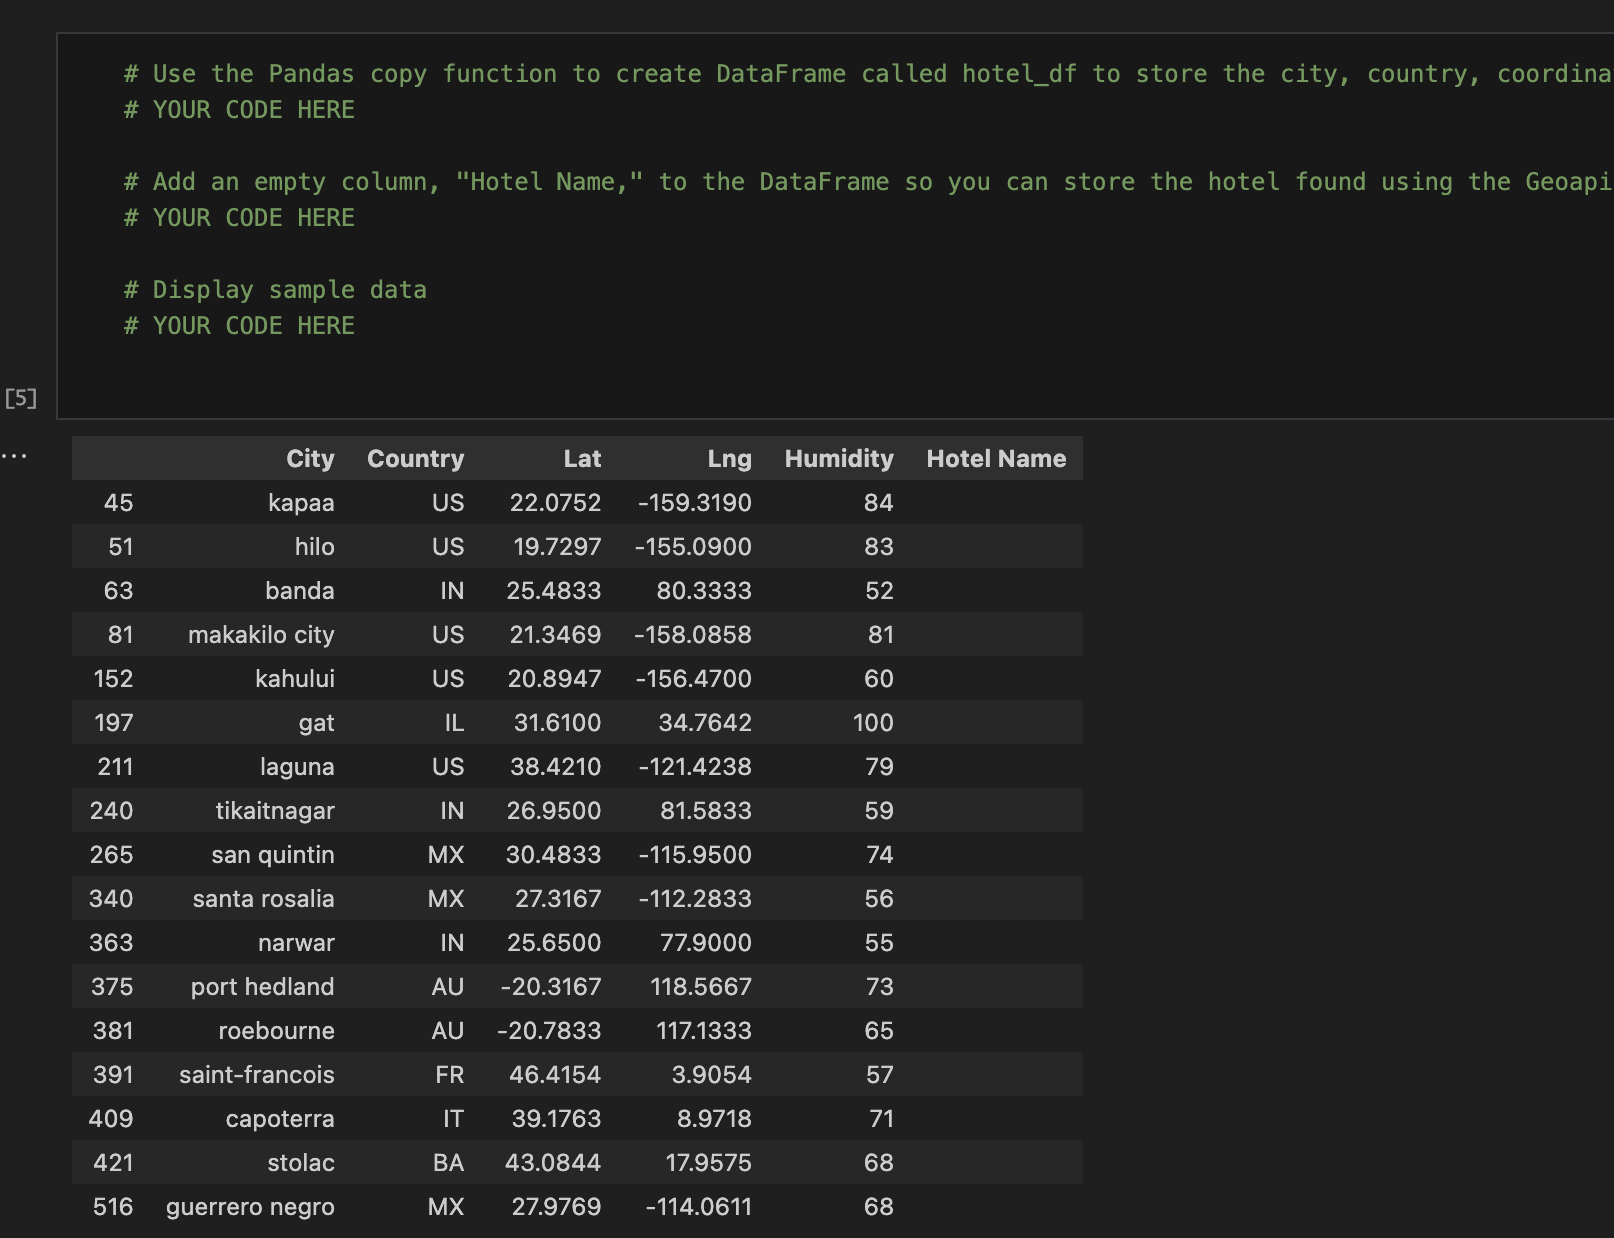 # Use the Pandas copy function to create DataFrame called hotel_df to store the city, country, coordina
# YOUR CODE HERE
# Add an empty column, "Hotel Name," to the DataFrame so you can store the hotel found using the Geoapi
# YOUR CODE HERE
# Display sample data
# YOUR CODE HERE
[5]
...
City Country Lat Lng Humidity Hotel Name
45 kapaa US 22.0752 -159.3190 84
51 hilo US 19.7297 -155.0900 83
63 banda IN 25.4833 80.3333 52
81 makakilo city US 21.3469 -158.0858 81
152 kahului US 20.8947 -156.4700 60
197 gat IL 31.6100 34.7642 100
211 laguna US 38.4210 -121.4238 79
240 tikaitnagar IN 26.9500 81.5833 59
265 san quintin MX 30.4833 -115.9500 74
340 santa rosalia MX 27.3167 -112.2833 56
363 narwar IN 25.6500 77.9000 55
375 port hedland AU -20.3167 118.5667 73
381 roebourne AU -20.7833 117.1333 65
391 saint-francois FR 46.4154 3.9054 57
409 capoterra IT 39.1763 8.9718 71
421 stolac BA 43.0844 17.9575 68
516 guerrero negro MX 27.9769 -114.0611 68